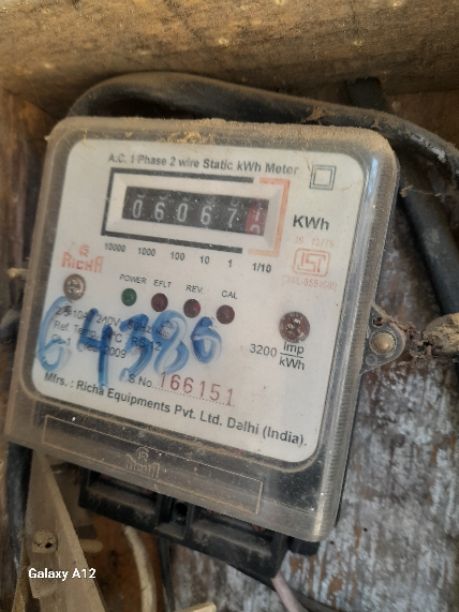 A.C. 1 Phase 2 wire Static kWh Meter
06067
KWh
10000 1000 100 10 1 1/10
RICHA
POWER EFLT REV. CAL
64386
3200 imp/kWh
2009
S No. 166151
Mfrs. : Richa Equipments Pvt. Ltd. Delhi (India).
Galaxy A12